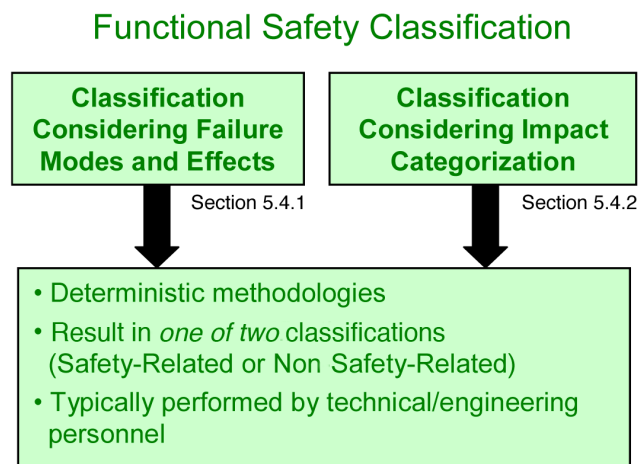 Functional Safety Classification
Classification
Considering Failure
Modes and Effects
Classification
Considering Impact
Categorization
Section 5.4.1
Section 5.4.2
• Deterministic methodologies
• Result in one of two classifications
(Safety-Related or Non Safety-Related)
• Typically performed by technical/engineering
personnel